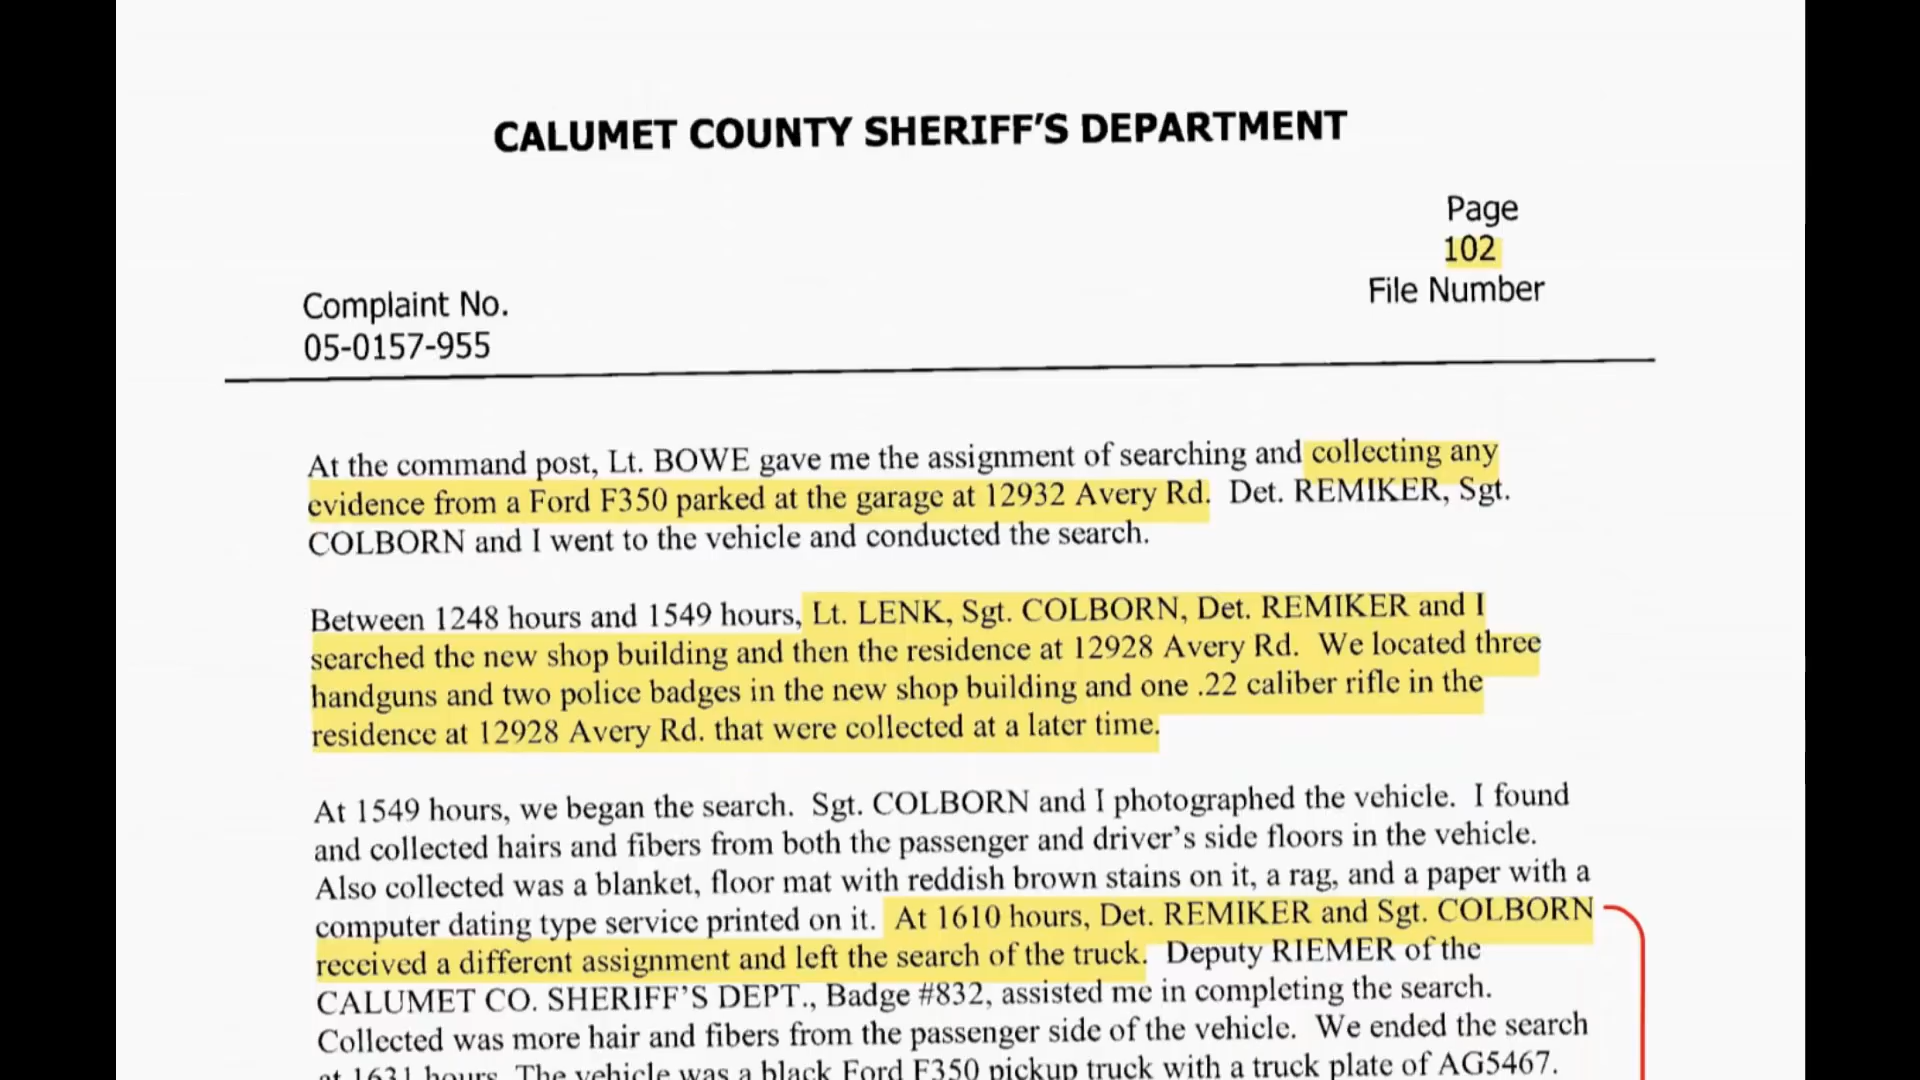 CALUMET COUNTY SHERIFF'S DEPARTMENT
Page
102
File Number
Complaint No.
05-0157-955
At the command post, Lt. BOWE gave me the assignment of searching and collecting any
evidence from a Ford F350 parked at the garage at 12932 Avery Rd. Det. REMIKER, Sgt.
COLBORN and I went to the vehicle and conducted the search.
Between 1248 hours and 1549 hours, Lt. LENK, Sgt. COLBORN, Det. REMIKER and I
searched the new shop building and then the residence at 12928 Avery Rd. We located three
handguns and two police badges in the new shop building and one .22 caliber rifle in the
residence at 12928 Avery Rd. that were collected at a later time.
At 1549 hours, we began the search. Sgt. COLBORN and I photographed the vehicle. I found
and collected hairs and fibers from both the passenger and driver's side floors in the vehicle.
Also collected was a blanket, floor mat with reddish brown stains on it, a rag, and a paper with a
computer dating type service printed on it. At 1610 hours, Det. REMIKER and Sgt. COLBORN
received a different assignment and left the search of the truck. Deputy RIEMER of the
CALUMET CO. SHERIFF'S DEPT., Badge #832, assisted me in completing the search.
Collected was more hair and fibers from the passenger side of the vehicle. We ended the search
at 1631 hours. The vehicle was a black Ford F350 pickup truck with a truck plate of AG5467.